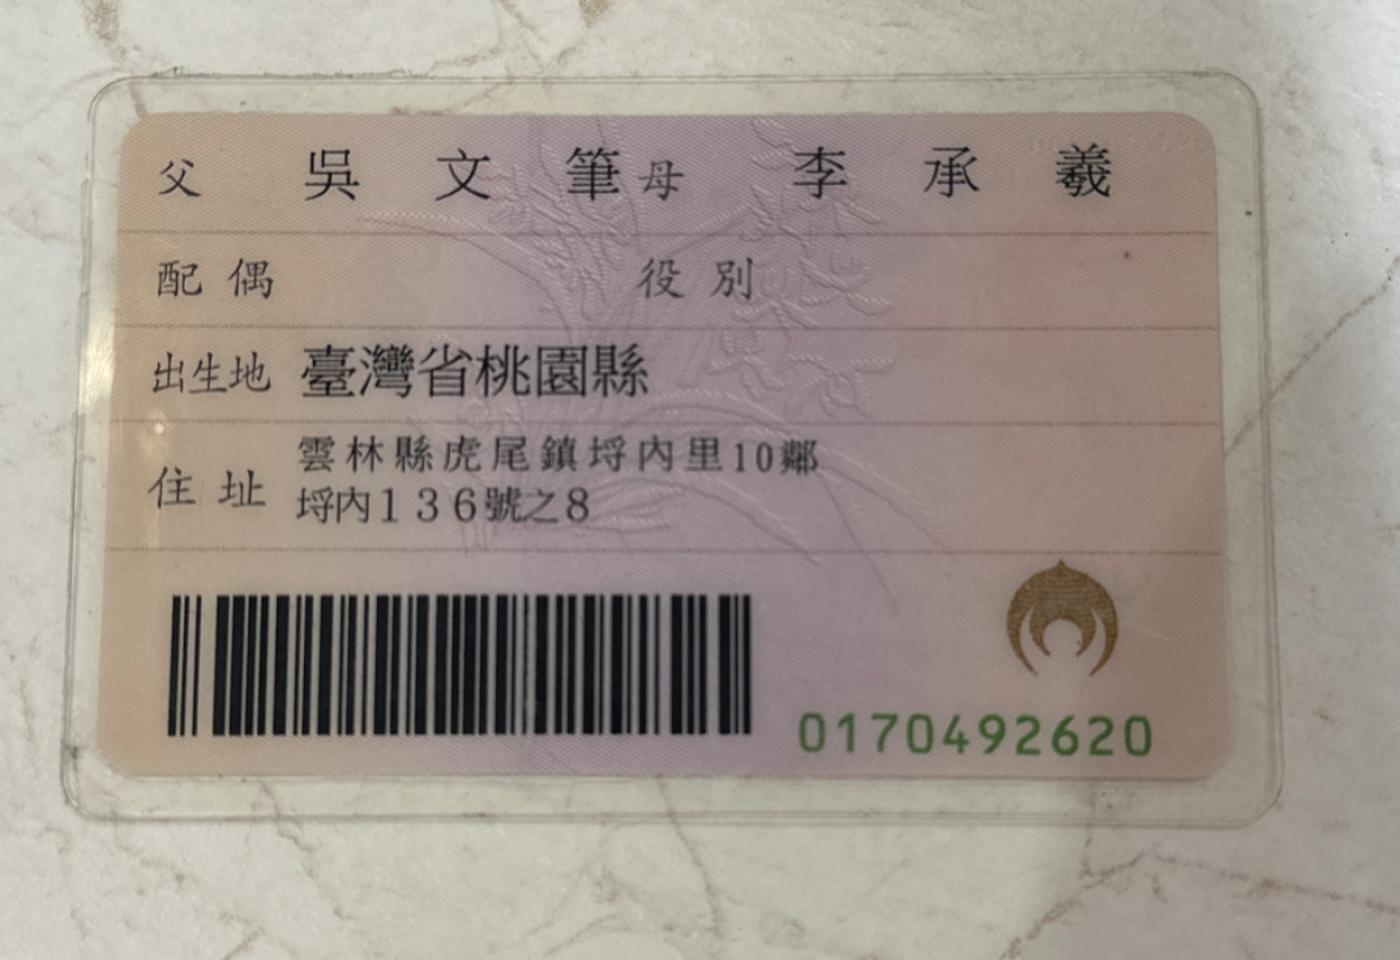 父 吳文筆 母 李承羲
配偶 役別
出生地 臺灣省桃園縣
住址 雲林縣虎尾鎮埒內里10鄰
埒內136號之8
0170492620